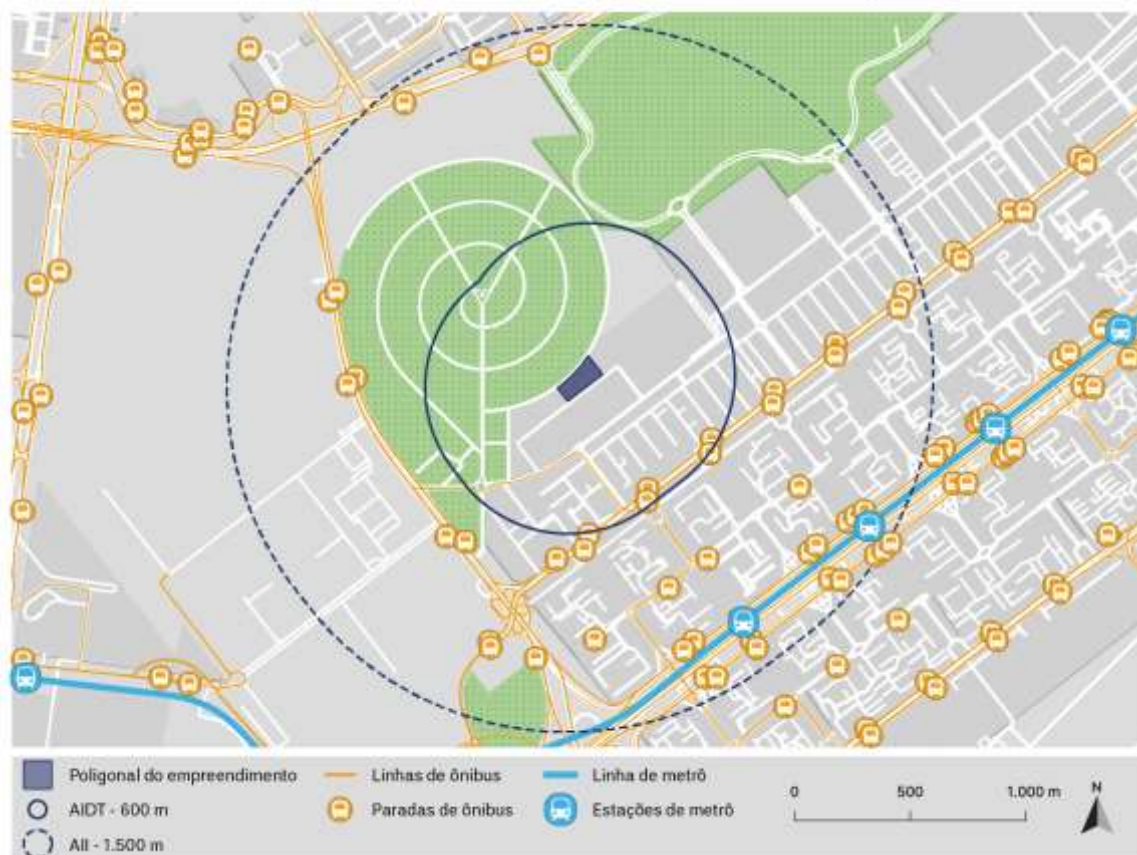 Poligonal do empreendimento
Linhas de ônibus
Linha de metrô
AIDT - 600 m
Paradas de ônibus
Estações de metrô
AII - 1.500 m
0 500 1.000 m
N